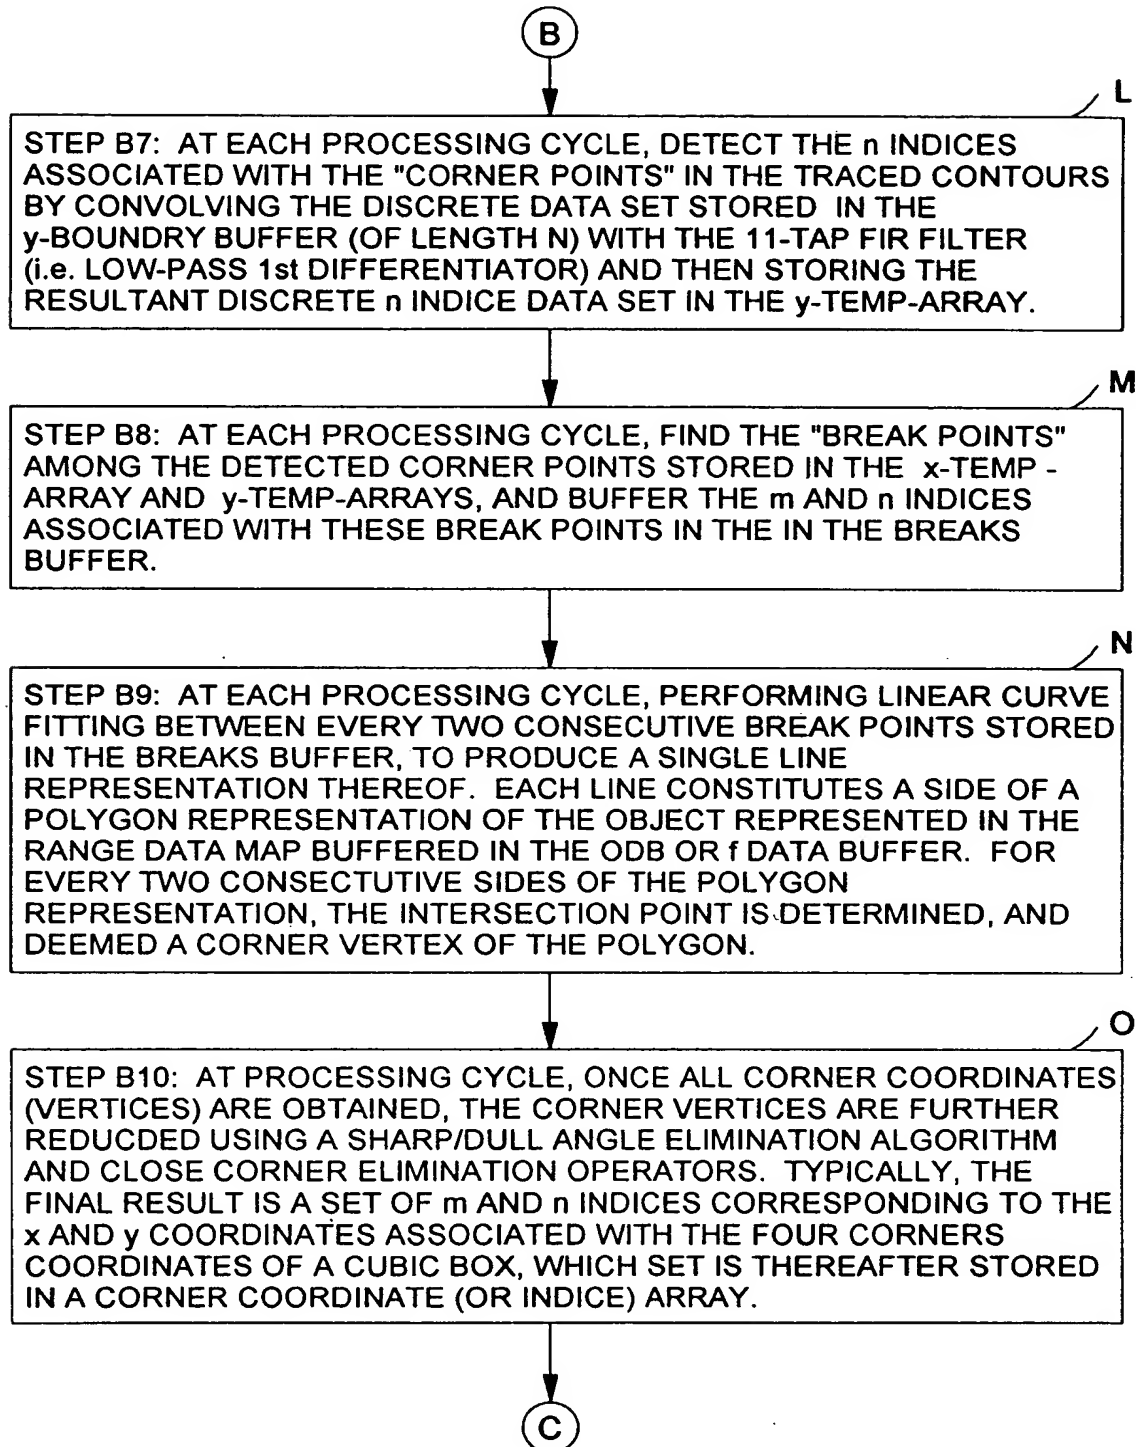 B
L
STEP B7: AT EACH PROCESSING CYCLE, DETECT THE n INDICES
ASSOCIATED WITH THE "CORNER POINTS" IN THE TRACED CONTOURS
BY CONVOLVING THE DISCRETE DATA SET STORED IN THE
y-BOUNDRY BUFFER (OF LENGTH N) WITH THE 11-TAP FIR FILTER
(i.e. LOW-PASS 1st DIFFERENTIATOR) AND THEN STORING THE
RESULTANT DISCRETE n INDICE DATA SET IN THE y-TEMP-ARRAY.
M
STEP B8: AT EACH PROCESSING CYCLE, FIND THE "BREAK POINTS"
AMONG THE DETECTED CORNER POINTS STORED IN THE x-TEMP -
ARRAY AND y-TEMP-ARRAYS, AND BUFFER THE m AND n INDICES
ASSOCIATED WITH THESE BREAK POINTS IN THE IN THE BREAKS
BUFFER.
N
STEP B9: AT EACH PROCESSING CYCLE, PERFORMING LINEAR CURVE
FITTING BETWEEN EVERY TWO CONSECUTIVE BREAK POINTS STORED
IN THE BREAKS BUFFER, TO PRODUCE A SINGLE LINE
REPRESENTATION THEREOF. EACH LINE CONSTITUTES A SIDE OF A
POLYGON REPRESENTATION OF THE OBJECT REPRESENTED IN THE
RANGE DATA MAP BUFFERED IN THE ODB OR f DATA BUFFER. FOR
EVERY TWO CONSECTUTIVE SIDES OF THE POLYGON
REPRESENTATION, THE INTERSECTION POINT IS DETERMINED, AND
DEEMED A CORNER VERTEX OF THE POLYGON.
O
STEP B10: AT PROCESSING CYCLE, ONCE ALL CORNER COORDINATES
(VERTICES) ARE OBTAINED, THE CORNER VERTICES ARE FURTHER
REDUCDED USING A SHARP/DULL ANGLE ELIMINATION ALGORITHM
AND CLOSE CORNER ELIMINATION OPERATORS. TYPICALLY, THE
FINAL RESULT IS A SET OF m AND n INDICES CORRESPONDING TO THE
x AND y COORDINATES ASSOCIATED WITH THE FOUR CORNERS
COORDINATES OF A CUBIC BOX, WHICH SET IS THEREAFTER STORED
IN A CORNER COORDINATE (OR INDICE) ARRAY.
C